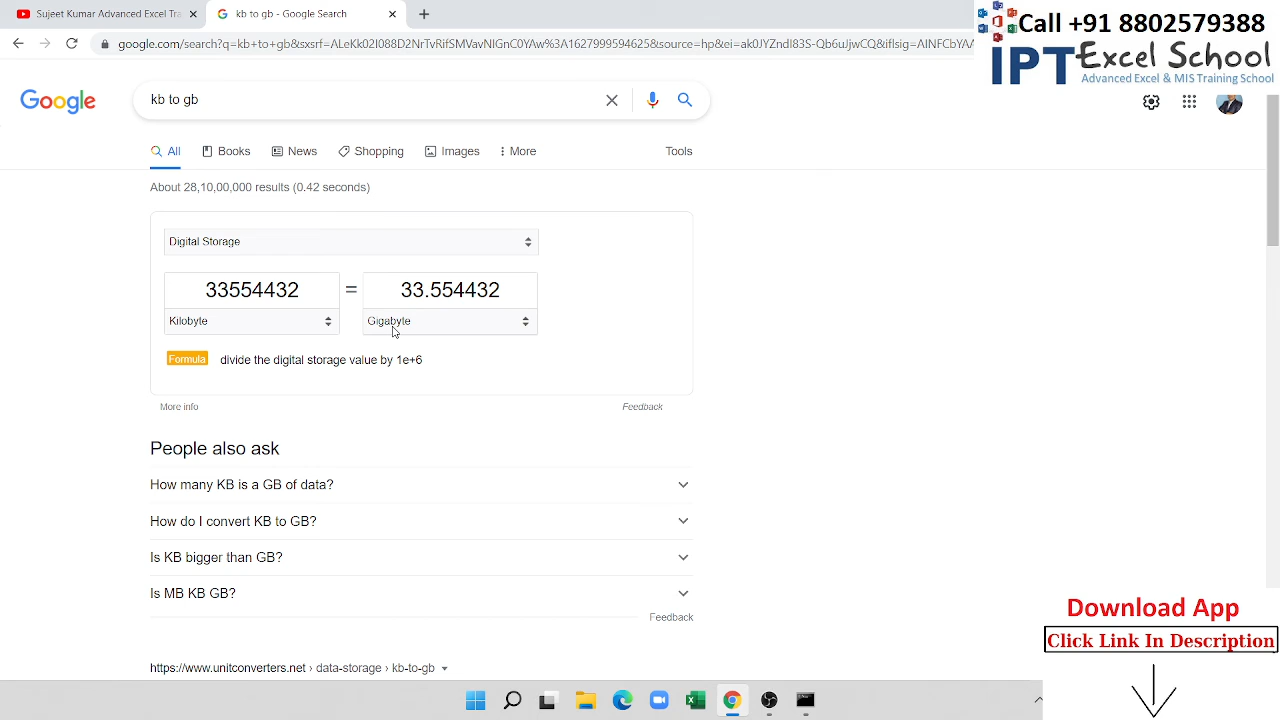 Sujeet Kumar Advanced Excel Tra
kb to gb - Google Search
Call +91 8802579388
IPT Excel School
Advanced Excel & MIS Training School
google.com/search?q=kb+to+gb&sxsrf=ALeKk02I088D2NrTvRifSMVavNIGnC0YAw%3A1627999594625&source=hp&ei=ak0JYZndI83S-Qb6uJjwCQ&iflsig=AINFCbYAA
Google
kb to gb
All
Books
News
Shopping
Images
More
Tools
About 28,10,00,000 results (0.42 seconds)
Digital Storage
33554432 = 33.554432
Kilobyte
Gigabyte
Formula divide the digital storage value by 1e+6
More info
Feedback
People also ask
How many KB is a GB of data?
How do I convert KB to GB?
Is KB bigger than GB?
Is MB KB GB?
Feedback
https://www.unitconverters.net › data-storage › kb-to-gb
Download App
Click Link In Description